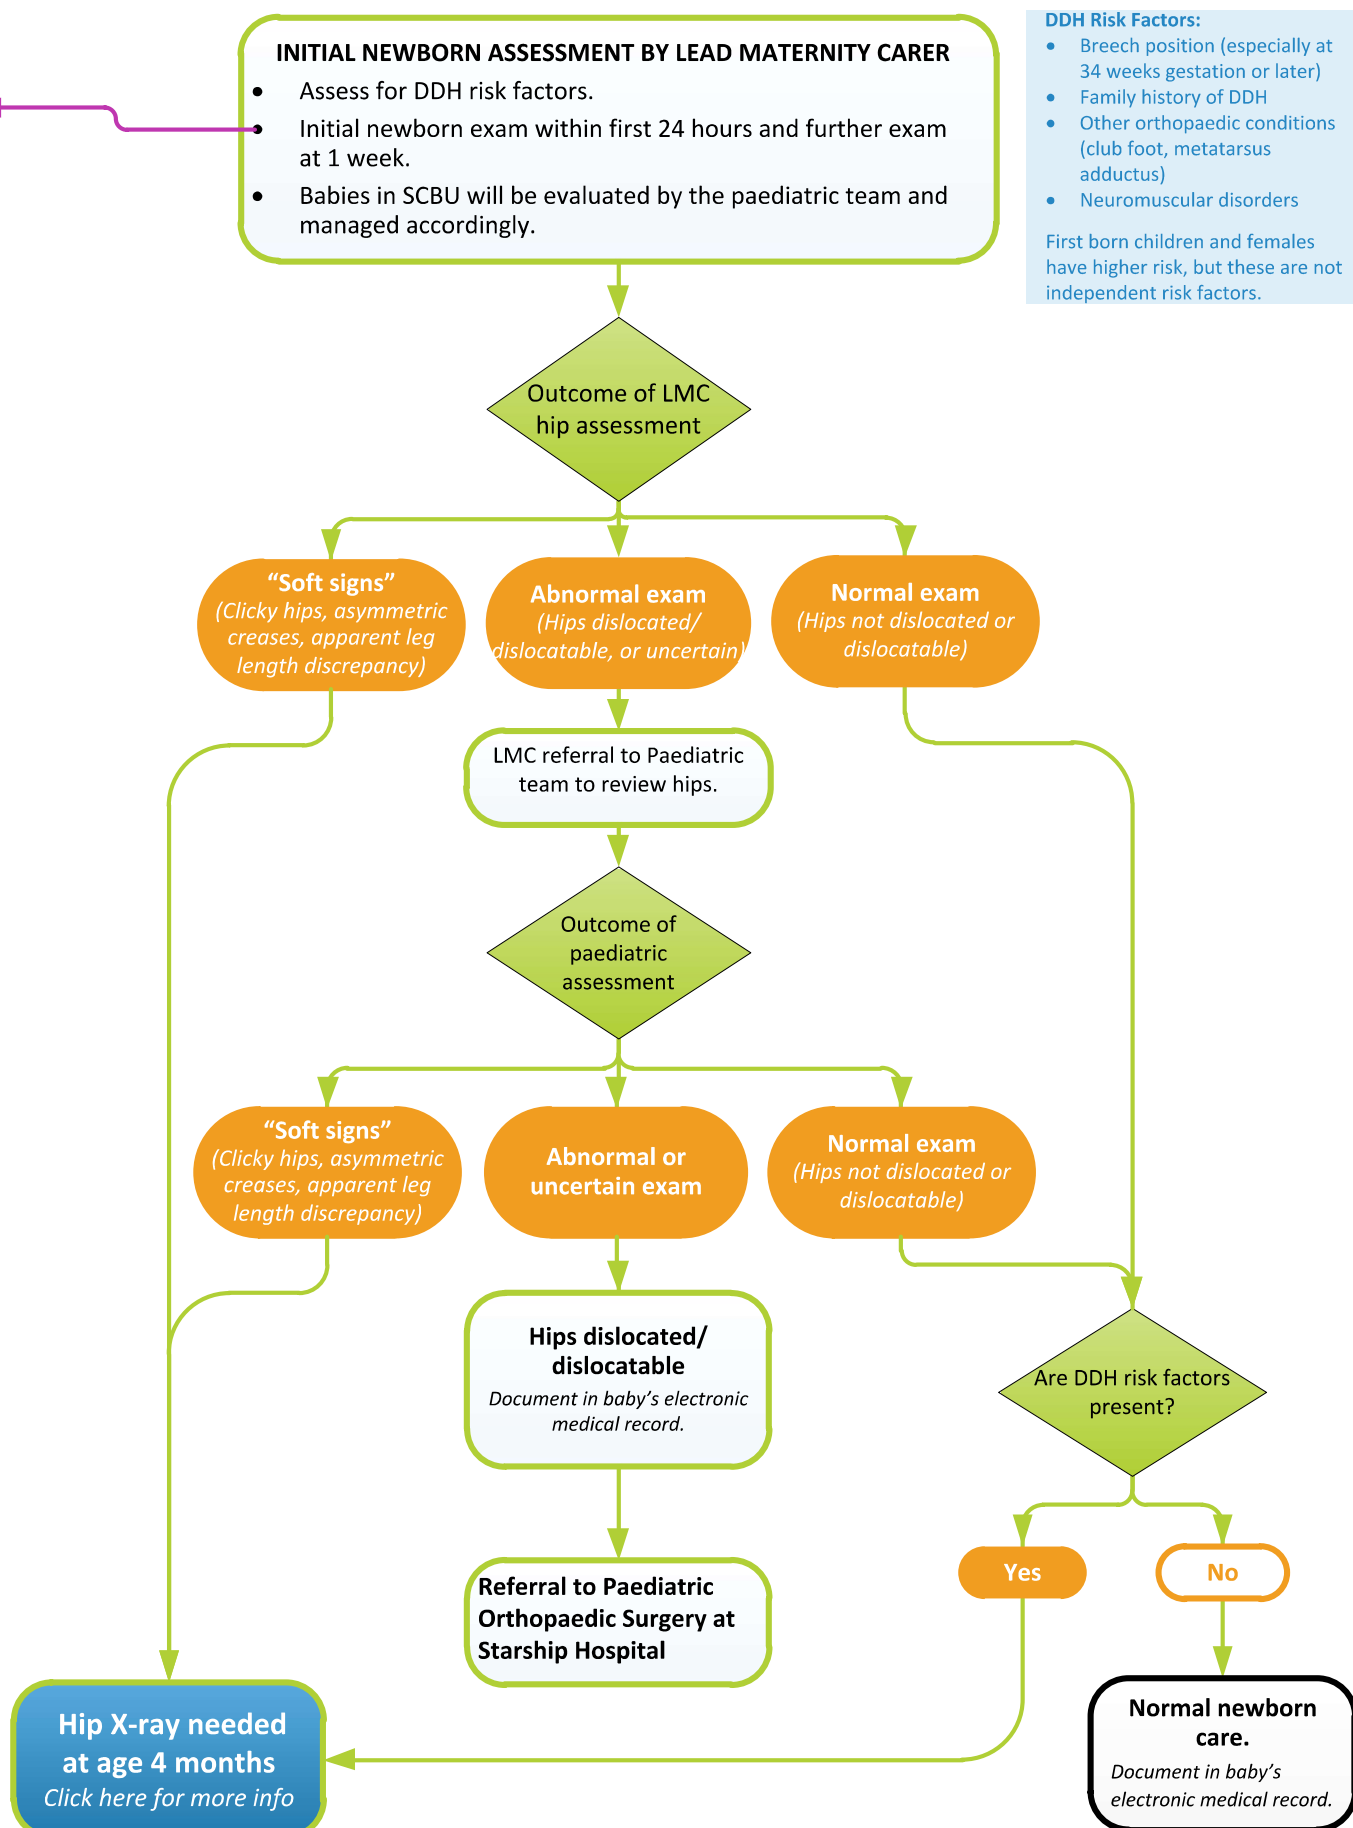 INITIAL NEWBORN ASSESSMENT BY LEAD MATERNITY CARER
• Assess for DDH risk factors.
• Initial newborn exam within first 24 hours and further exam
at 1 week.
• Babies in SCBU will be evaluated by the paediatric team and
managed accordingly.
DDH Risk Factors:
• Breech position (especially at
34 weeks gestation or later)
• Family history of DDH
• Other orthopaedic conditions
(club foot, metatarsus
adductus)
• Neuromuscular disorders
First born children and females
have higher risk, but these are not
independent risk factors.
Outcome of LMC
hip assessment
“Soft signs”
(Clicky hips, asymmetric
creases, apparent leg
length discrepancy)
Abnormal exam
(Hips dislocated/
dislocatable, or uncertain)
Normal exam
(Hips not dislocated or
dislocatable)
LMC referral to Paediatric
team to review hips.
Outcome of
paediatric
assessment
“Soft signs”
(Clicky hips, asymmetric
creases, apparent leg
length discrepancy)
Abnormal or
uncertain exam
Normal exam
(Hips not dislocated or
dislocatable)
Hips dislocated/
dislocatable
Document in baby’s electronic
medical record.
Are DDH risk factors
present?
Yes
No
Referral to Paediatric
Orthopaedic Surgery at
Starship Hospital
Hip X-ray needed
at age 4 months
Click here for more info
Normal newborn
care.
Document in baby’s
electronic medical record.